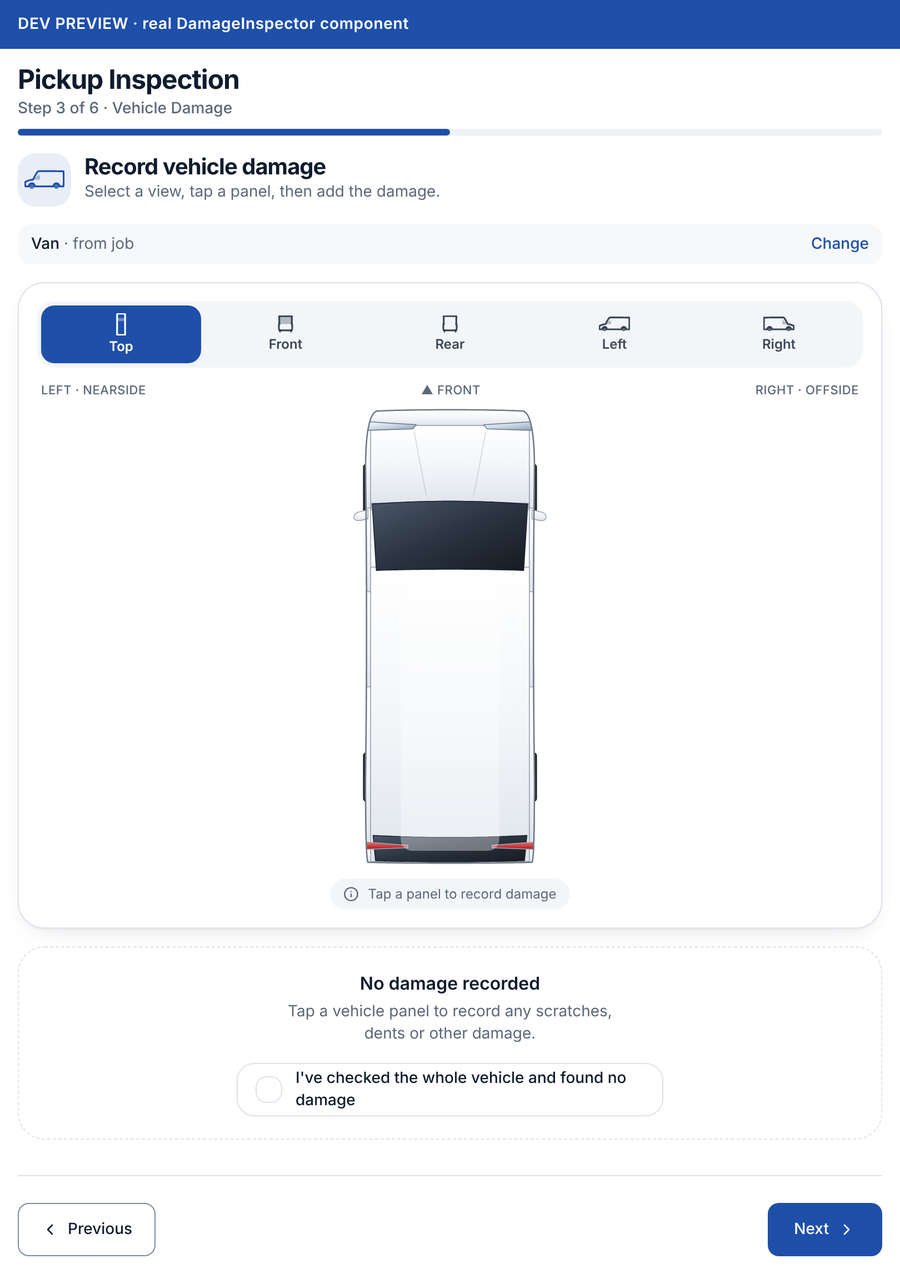 DEV PREVIEW · real DamageInspector component
Pickup Inspection
Step 3 of 6 · Vehicle Damage
Record vehicle damage
Select a view, tap a panel, then add the damage.
Van · from job
Change
Top
Front
Rear
Left
Right
LEFT · NEARSIDE
▲ FRONT
RIGHT · OFFSIDE
Tap a panel to record damage
No damage recorded
Tap a vehicle panel to record any scratches,
dents or other damage.
I've checked the whole vehicle and found no
damage
Previous
Next